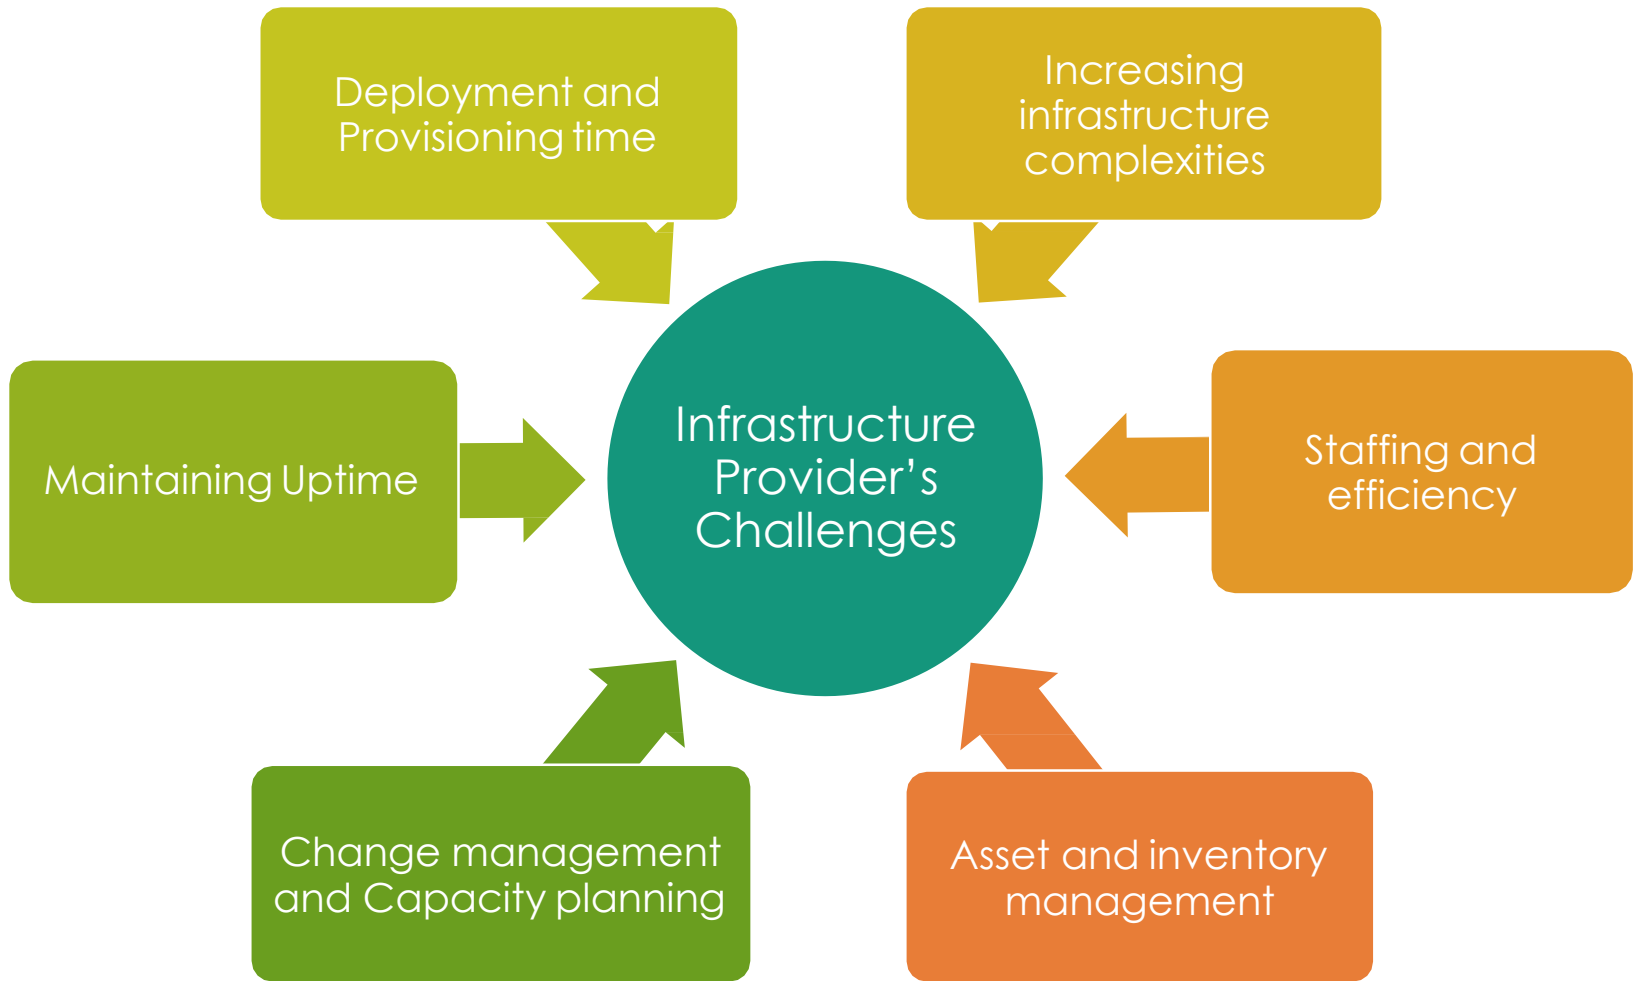 Deployment and
Provisioning time
Increasing
infrastructure
complexities
Maintaining Uptime
Infrastructure
Provider’s
Challenges
Staffing and
efficiency
Change management
and Capacity planning
Asset and inventory
management